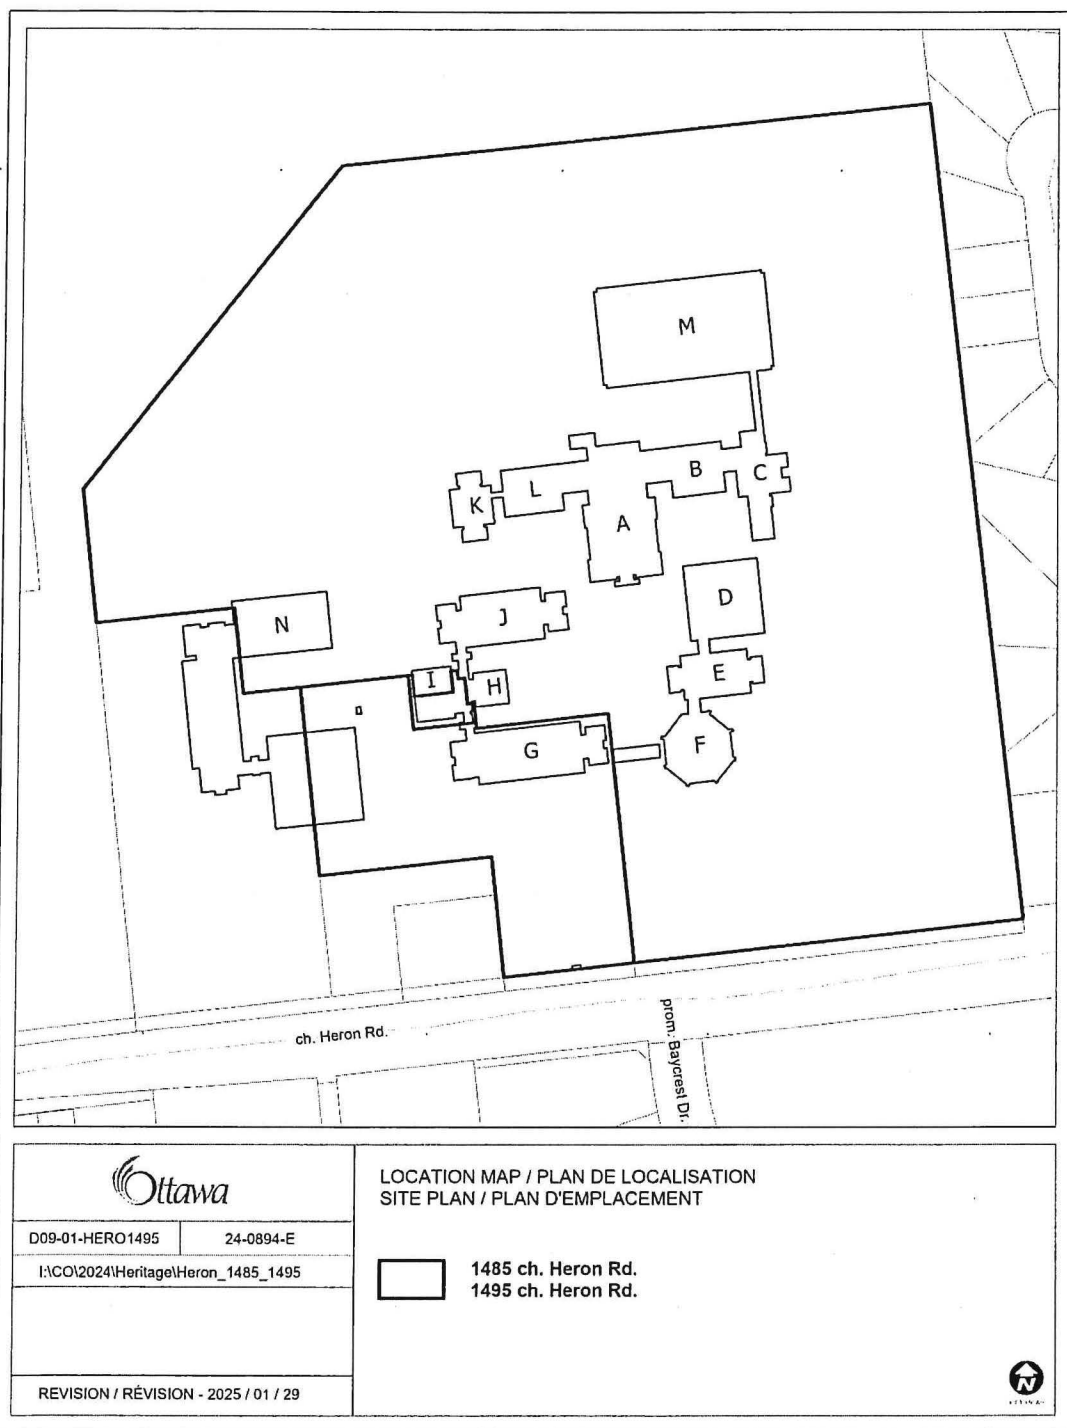 M
B
C
L
K
A
D
N
J
I
H
E
G
F
ch. Heron Rd.
prom. Baycrest Dr.
Ottawa
D09-01-HERO1495
24-0894-E
I:\CO\2024\Heritage\Heron_1485_1495
REVISION / RÉVISION - 2025 / 01 / 29
LOCATION MAP / PLAN DE LOCALISATION
SITE PLAN / PLAN D'EMPLACEMENT
1485 ch. Heron Rd.
1495 ch. Heron Rd.
N